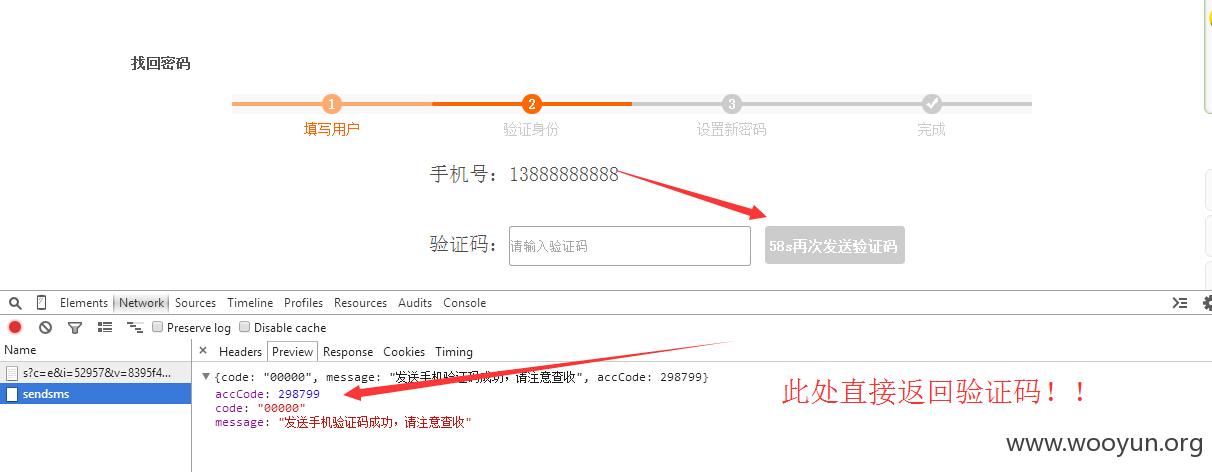 找回密码
1 2 3
填写用户 验证身份 设置新密码 完成
手机号：13888888888
验证码： 请输入验证码 58s再次发送验证码
Elements Network Sources Timeline Profiles Resources Audits Console
Preserve log Disable cache
Name × Headers Preview Response Cookies Timing
s?c=e&i=52957&v=8395f4... {code: "00000", message: "发送手机验证码成功，请注意查收", accCode: 298799}
sendsms accCode: 298799
code: "00000"
message: "发送手机验证码成功，请注意查收"
此处直接返回验证码！！
www.wooyun.org